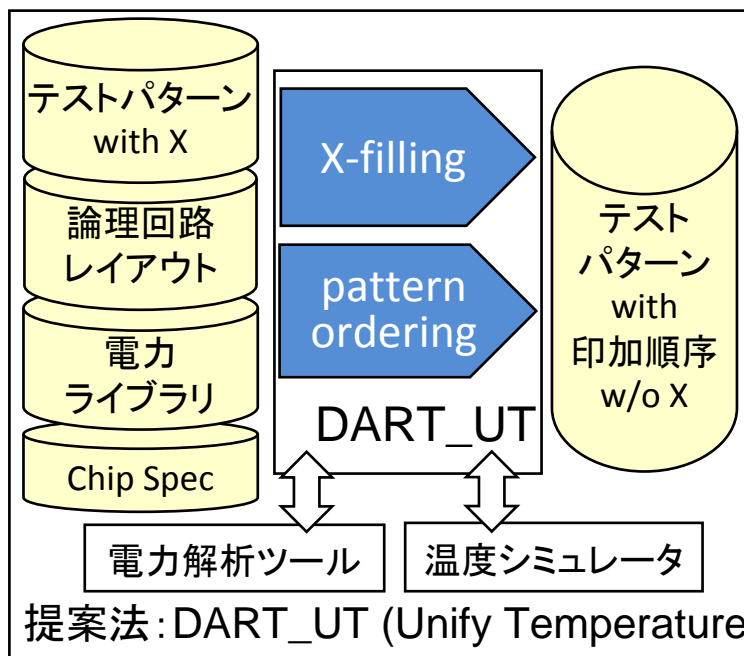 テストパターン
with X
論理回路
レイアウト
電力
ライブラリ
Chip Spec
X-filling
pattern
ordering
DART_UT
テスト
パターン
with
印加順序
w/o X
電力解析ツール
温度シミュレータ
提案法：DART_UT (Unify Temperature